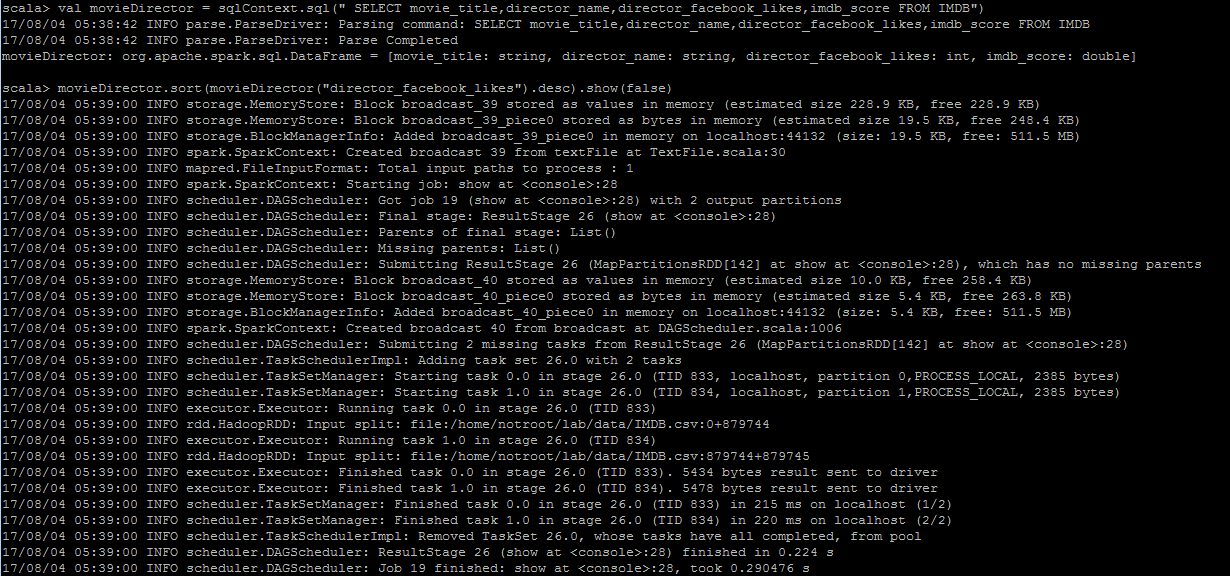 scala> val movieDirector = sqlContext.sql(" SELECT movie_title,director_name,director_facebook_likes,imdb_score FROM IMDB")
17/08/04 05:38:42 INFO parse.ParseDriver: Parsing command: SELECT movie_title,director_name,director_facebook_likes,imdb_score FROM IMDB
17/08/04 05:38:42 INFO parse.ParseDriver: Parse Completed
movieDirector: org.apache.spark.sql.DataFrame = [movie_title: string, director_name: string, director_facebook_likes: int, imdb_score: double]
scala> movieDirector.sort(movieDirector("director_facebook_likes").desc).show(false)
17/08/04 05:39:00 INFO storage.MemoryStore: Block broadcast_39 stored as values in memory (estimated size 228.9 KB, free 228.9 KB)
17/08/04 05:39:00 INFO storage.MemoryStore: Block broadcast_39_piece0 stored as bytes in memory (estimated size 19.5 KB, free 248.4 KB)
17/08/04 05:39:00 INFO storage.BlockManagerInfo: Added broadcast_39_piece0 in memory on localhost:44132 (size: 19.5 KB, free: 511.5 MB)
17/08/04 05:39:00 INFO spark.SparkContext: Created broadcast 39 from textFile at TextFile.scala:30
17/08/04 05:39:00 INFO mapred.FileInputFormat: Total input paths to process : 1
17/08/04 05:39:00 INFO spark.SparkContext: Starting job: show at <console>:28
17/08/04 05:39:00 INFO scheduler.DAGScheduler: Got job 19 (show at <console>:28) with 2 output partitions
17/08/04 05:39:00 INFO scheduler.DAGScheduler: Final stage: ResultStage 26 (show at <console>:28)
17/08/04 05:39:00 INFO scheduler.DAGScheduler: Parents of final stage: List()
17/08/04 05:39:00 INFO scheduler.DAGScheduler: Missing parents: List()
17/08/04 05:39:00 INFO scheduler.DAGScheduler: Submitting ResultStage 26 (MapPartitionsRDD[142] at show at <console>:28), which has no missing parents
17/08/04 05:39:00 INFO storage.MemoryStore: Block broadcast_40 stored as values in memory (estimated size 10.0 KB, free 258.4 KB)
17/08/04 05:39:00 INFO storage.MemoryStore: Block broadcast_40_piece0 stored as bytes in memory (estimated size 5.4 KB, free 263.8 KB)
17/08/04 05:39:00 INFO storage.BlockManagerInfo: Added broadcast_40_piece0 in memory on localhost:44132 (size: 5.4 KB, free: 511.5 MB)
17/08/04 05:39:00 INFO spark.SparkContext: Created broadcast 40 from broadcast at DAGScheduler.scala:1006
17/08/04 05:39:00 INFO scheduler.DAGScheduler: Submitting 2 missing tasks from ResultStage 26 (MapPartitionsRDD[142] at show at <console>:28)
17/08/04 05:39:00 INFO scheduler.TaskSchedulerImpl: Adding task set 26.0 with 2 tasks
17/08/04 05:39:00 INFO scheduler.TaskSetManager: Starting task 0.0 in stage 26.0 (TID 833, localhost, partition 0,PROCESS_LOCAL, 2385 bytes)
17/08/04 05:39:00 INFO scheduler.TaskSetManager: Starting task 1.0 in stage 26.0 (TID 834, localhost, partition 1,PROCESS_LOCAL, 2385 bytes)
17/08/04 05:39:00 INFO executor.Executor: Running task 0.0 in stage 26.0 (TID 833)
17/08/04 05:39:00 INFO rdd.HadoopRDD: Input split: file:/home/notroot/lab/data/IMDB.csv:0+879744
17/08/04 05:39:00 INFO executor.Executor: Running task 1.0 in stage 26.0 (TID 834)
17/08/04 05:39:00 INFO rdd.HadoopRDD: Input split: file:/home/notroot/lab/data/IMDB.csv:879744+879745
17/08/04 05:39:00 INFO executor.Executor: Finished task 0.0 in stage 26.0 (TID 833). 5434 bytes result sent to driver
17/08/04 05:39:00 INFO executor.Executor: Finished task 1.0 in stage 26.0 (TID 834). 5478 bytes result sent to driver
17/08/04 05:39:00 INFO scheduler.TaskSetManager: Finished task 0.0 in stage 26.0 (TID 833) in 215 ms on localhost (1/2)
17/08/04 05:39:00 INFO scheduler.TaskSetManager: Finished task 1.0 in stage 26.0 (TID 834) in 220 ms on localhost (2/2)
17/08/04 05:39:00 INFO scheduler.TaskSchedulerImpl: Removed TaskSet 26.0, whose tasks have all completed, from pool
17/08/04 05:39:00 INFO scheduler.DAGScheduler: ResultStage 26 (show at <console>:28) finished in 0.224 s
17/08/04 05:39:00 INFO scheduler.DAGScheduler: Job 19 finished: show at <console>:28, took 0.290476 s